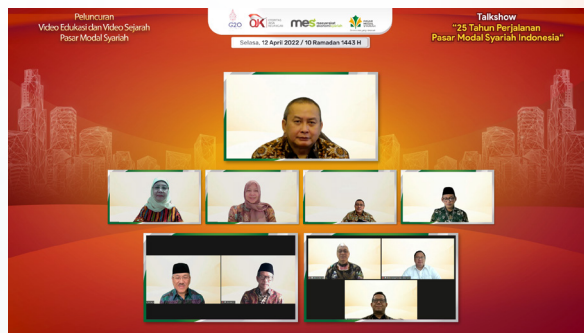 Peluncuran
Video Edukasi dan Video Sejarah
Pasar Modal Syariah
G20
OJK
mes
Selasa, 12 April 2022 / 10 Ramadan 1443 H
Talkshow
"25 Tahun Perjalanan
Pasar Modal Syariah Indonesia"